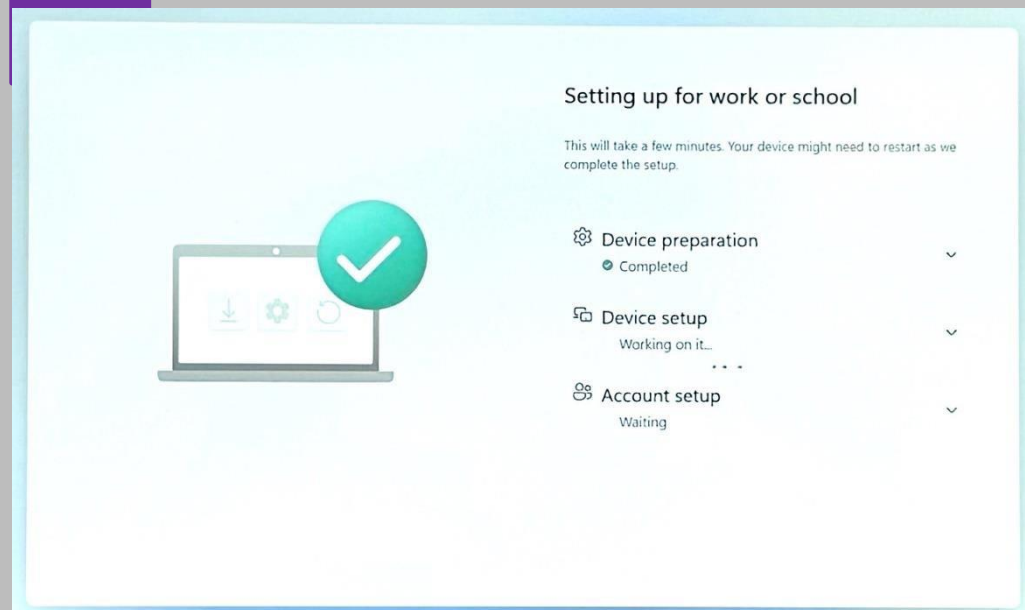 Setting up for work or school
This will take a few minutes. Your device might need to restart as we
complete the setup.
Device preparation
Completed
Device setup
Working on it...
Account setup
Waiting